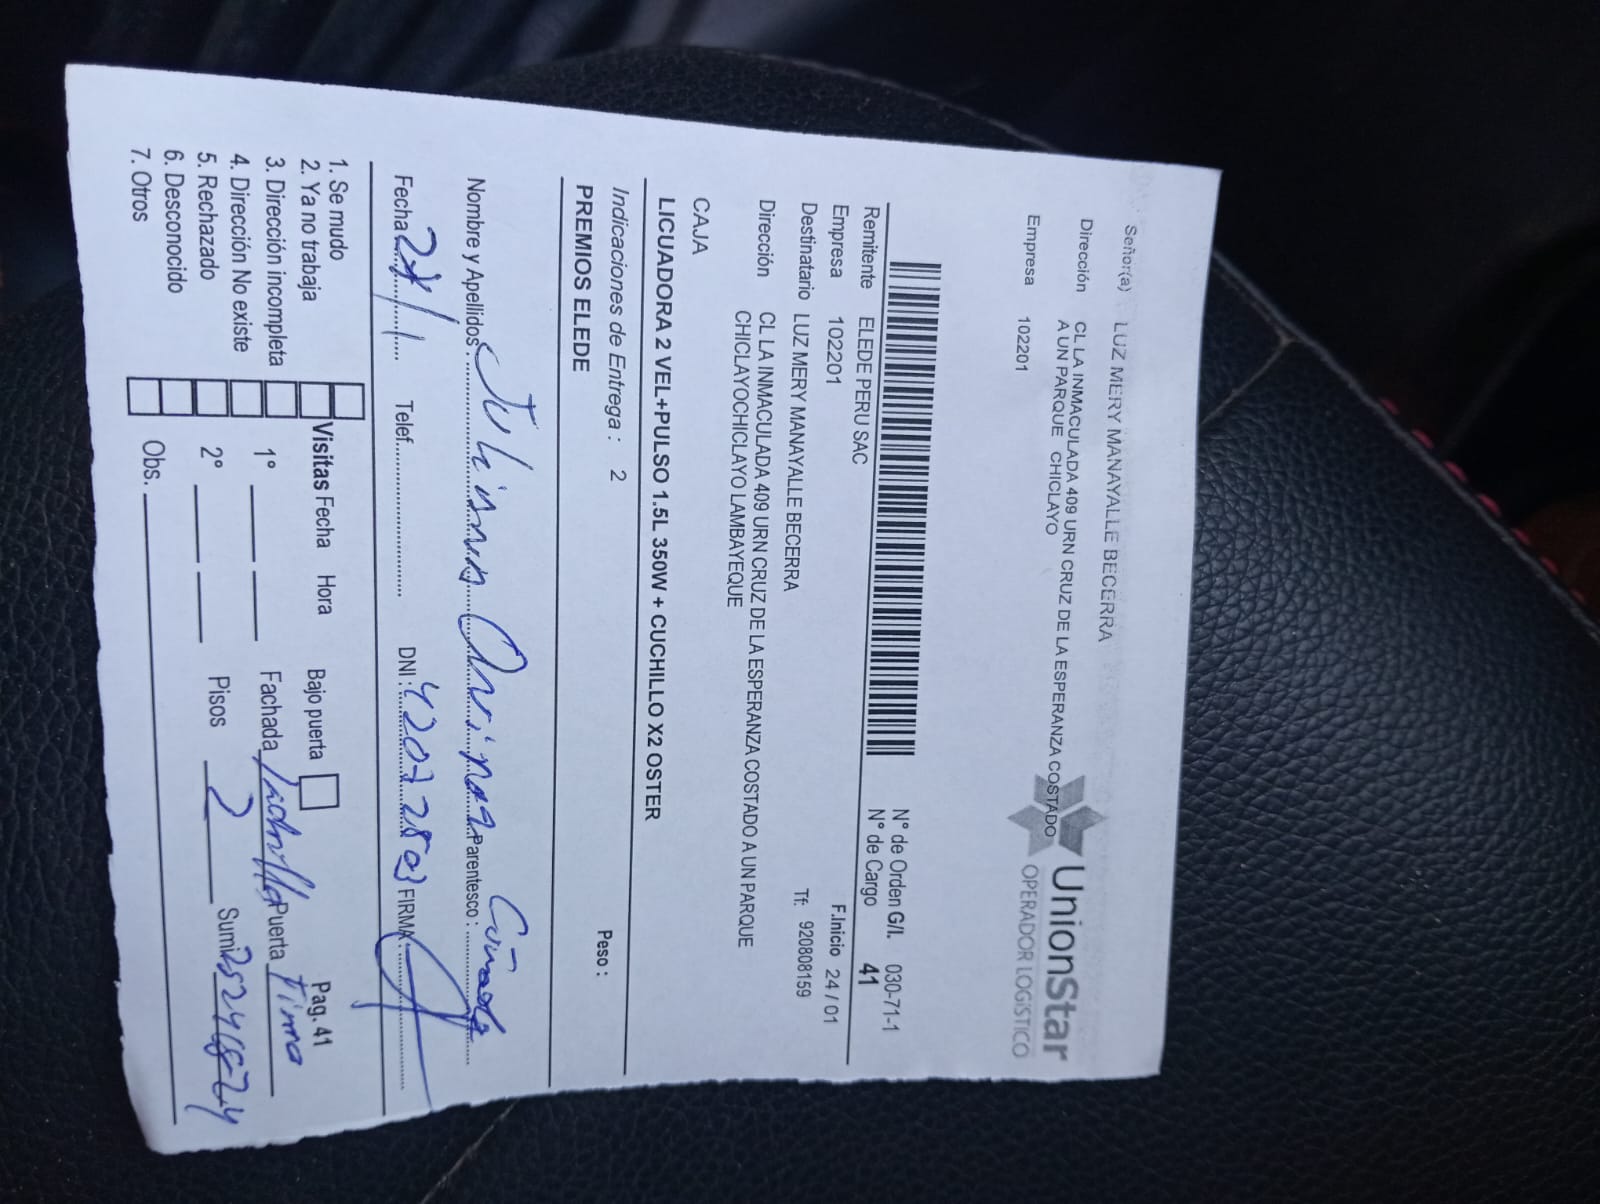 Señor(a) LUZ MERY MANAYALLE BECERRA
Dirección CL LA INMACULADA 409 URN CRUZ DE LA ESPERANZA COSTADO
A UN PARQUE CHICLAYO
Empresa 102201
UnionStar
OPERADOR LOGÍSTICO
N° de Orden G/I. 030-71-1
N° de Cargo 41
Remitente ELEDE PERU SAC
Empresa 102201 F.Inicio 24 / 01
Destinatario LUZ MERY MANAYALLE BECERRA Tf: 920808159
Dirección CL LA INMACULADA 409 URN CRUZ DE LA ESPERANZA COSTADO A UN PARQUE
CHICLAYOCHICLAYO LAMBAYEQUE
CAJA
LICUADORA 2 VEL+PULSO 1.5L 350W + CUCHILLO X2 OSTER
Indicaciones de Entrega : 2 Peso :
PREMIOS ELEDE
Nombre y Apellidos: Parentesco: Cuñada
Fecha Telef. DNI: 42072803 FIRMA:
1. Se mudo
2. Ya no trabaja
3. Dirección incompleta
4. Dirección No existe
5. Rechazado
6. Desconocido
7. Otros
Visitas Fecha Hora Bajo puerta Pag. 41
1° Fachada Ladrillo Puerta
2° Pisos 2 Sumi
Obs.